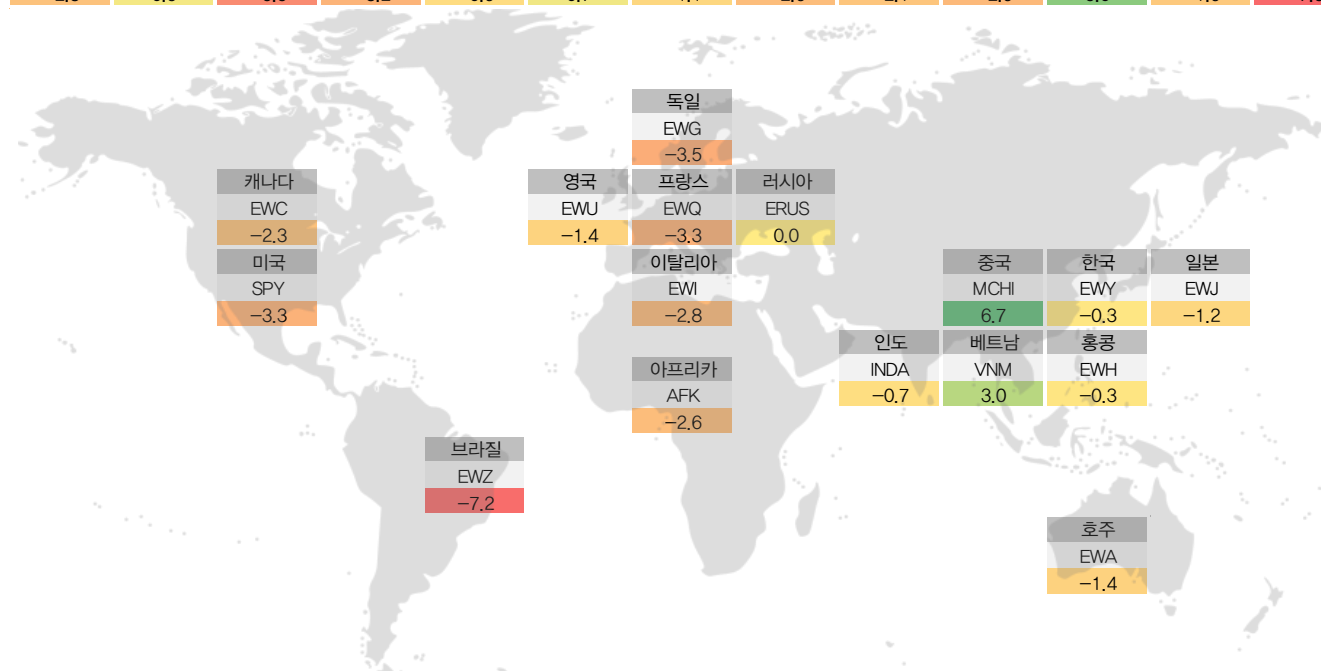 독일
EWG
-3.5
캐나다
EWC
-2.3
영국
EWU
-1.4
프랑스
EWQ
-3.3
러시아
ERUS
0.0
미국
SPY
-3.3
이탈리아
EWI
-2.8
중국
MCHI
6.7
한국
EWY
-0.3
일본
EWJ
-1.2
인도
INDA
-0.7
베트남
VNM
3.0
홍콩
EWH
-0.3
아프리카
AFK
-2.6
브라질
EWZ
-7.2
호주
EWA
-1.4